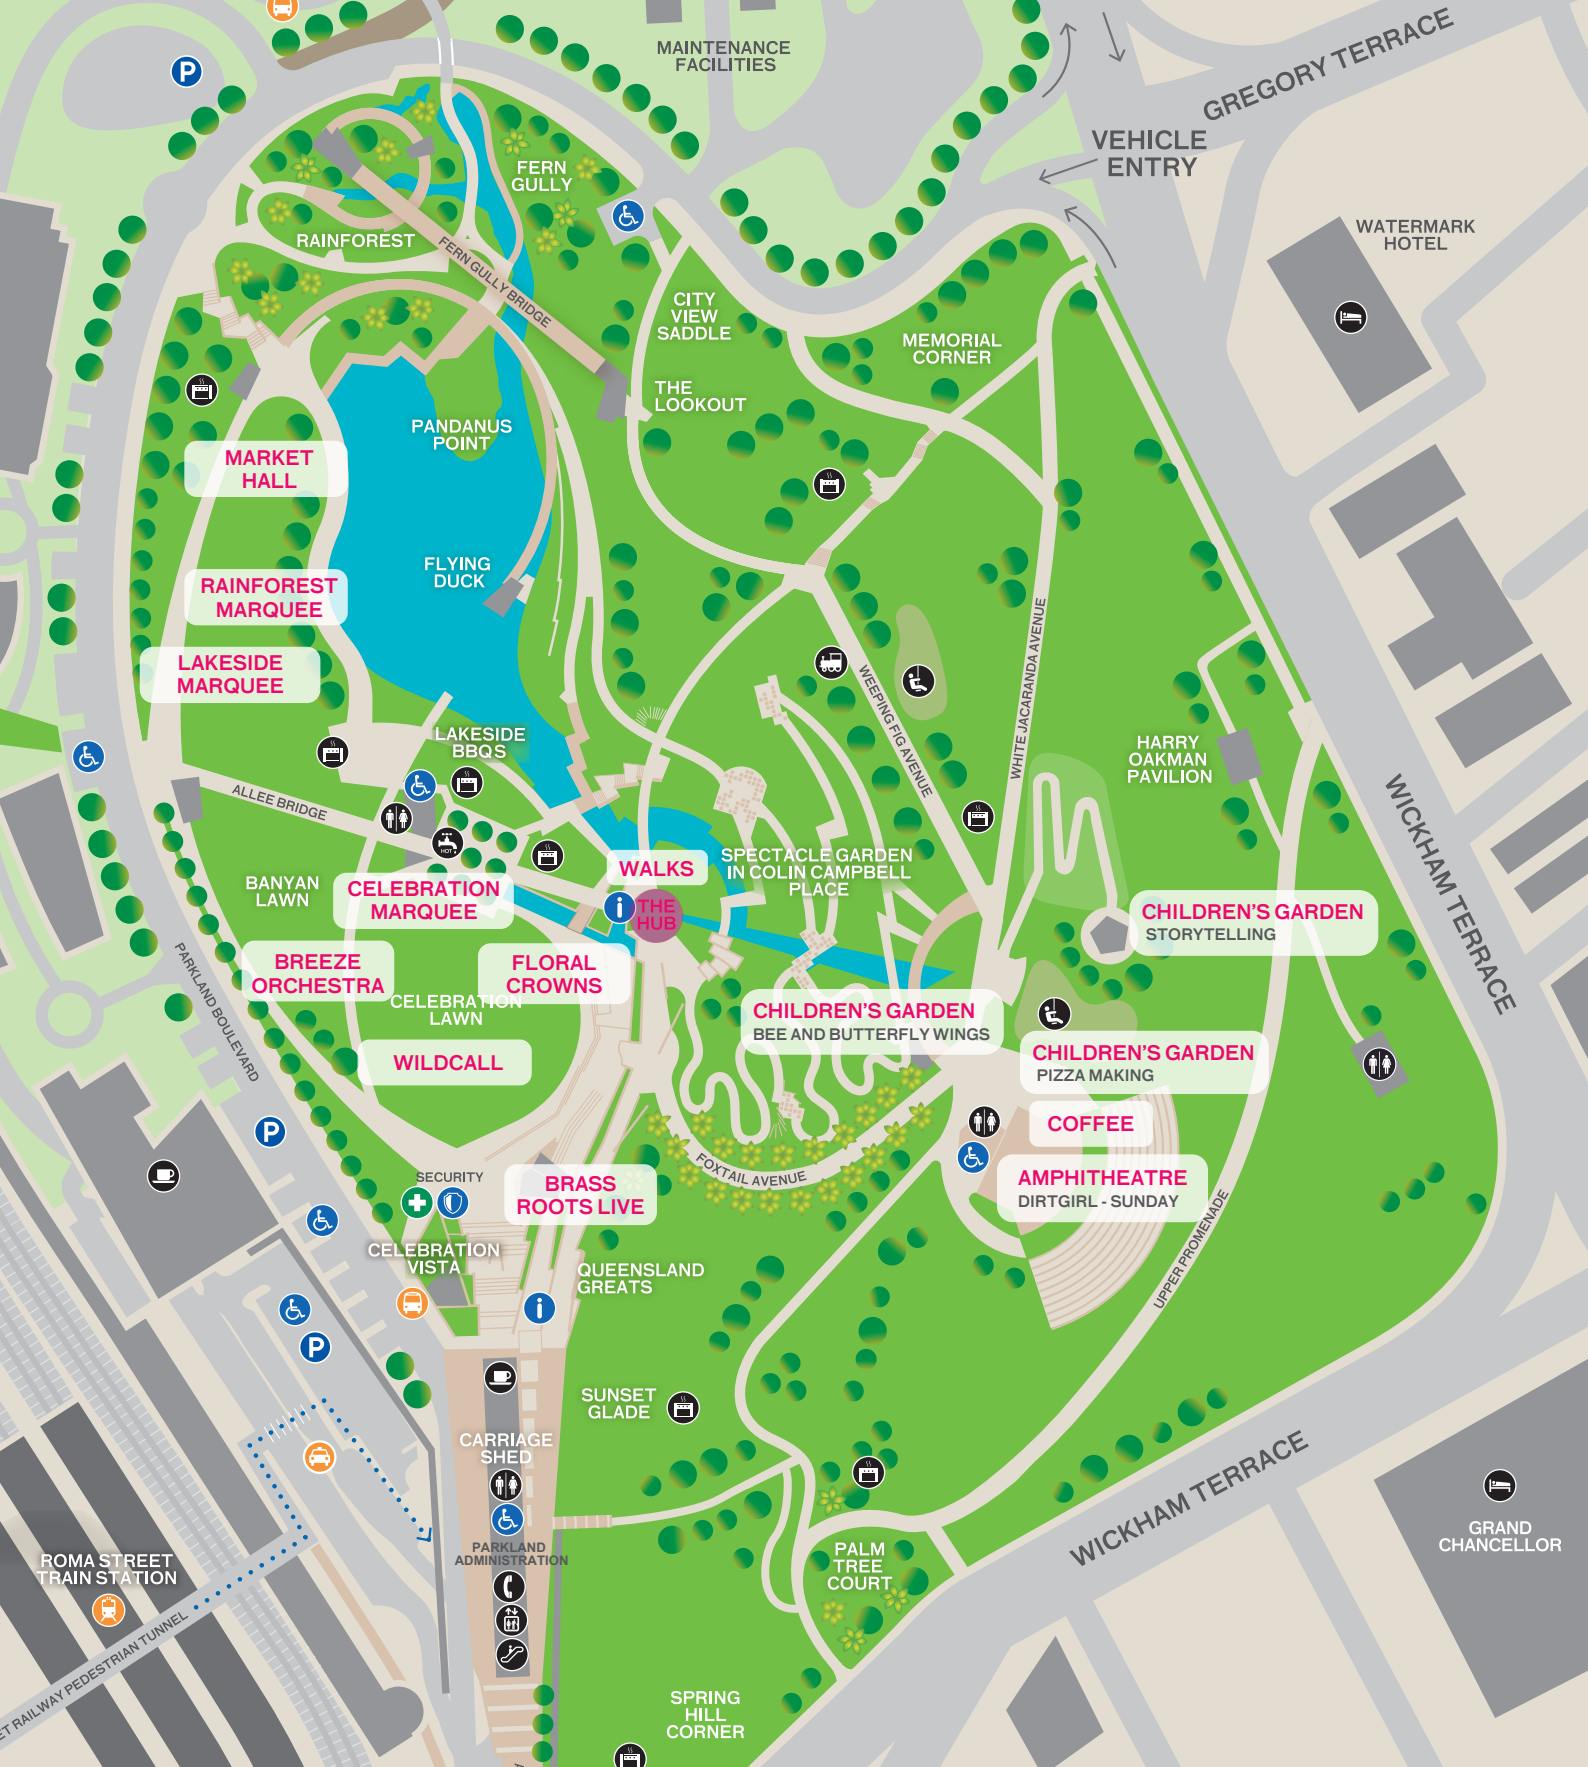 MAINTENANCE
FACILITIES
GREGORY TERRACE
P
VEHICLE
ENTRY
FERN
GULLY
RAINFOREST
FERN GULLY BRIDGE
WATERMARK
HOTEL
CITY
VIEW
SADDLE
MEMORIAL
CORNER
THE
LOOKOUT
PANDANUS
POINT
MARKET
HALL
FLYING
DUCK
RAINFOREST
MARQUEE
LAKESIDE
MARQUEE
WEEPING FIG AVENUE
WHITE JACARANDA AVENUE
LAKESIDE
BBQS
HARRY
OAKMAN
PAVILION
WICKHAM TERRACE
ALLEE BRIDGE
HOT
WALKS
SPECTACLE GARDEN
IN COLIN CAMPBELL
PLACE
BANYAN
LAWN
CELEBRATION
MARQUEE
i
THE
HUB
CHILDREN'S GARDEN
STORYTELLING
PARKLAND BOULEVARD
BREEZE
ORCHESTRA
FLORAL
CROWNS
CELEBRATION
LAWN
CHILDREN'S GARDEN
BEE AND BUTTERFLY WINGS
WILDCALL
CHILDREN'S GARDEN
PIZZA MAKING
P
COFFEE
FOXTAIL AVENUE
SECURITY
BRASS
ROOTS LIVE
AMPHITHEATRE
DIRTGIRL - SUNDAY
UPPER PROMENADE
CELEBRATION
VISTA
QUEENSLAND
GREATS
i
P
SUNSET
GLADE
CARRIAGE
SHED
WICKHAM TERRACE
PARKLAND
ADMINISTRATION
ROMA STREET
TRAIN STATION
PALM
TREE
COURT
GRAND
CHANCELLOR
RAILWAY PEDESTRIAN TUNNEL
SPRING
HILL
CORNER